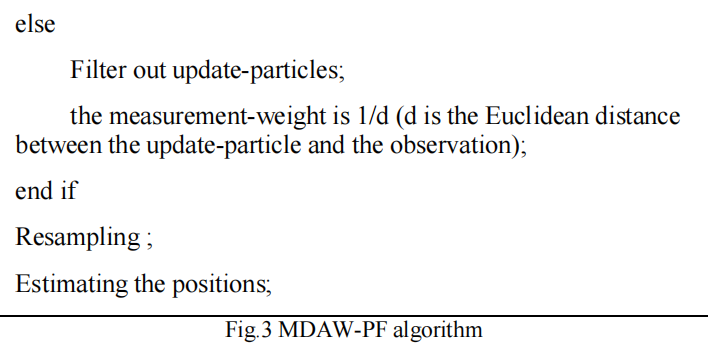 else
Filter out update-particles;
the measurement-weight is 1/d (d is the Euclidean distance
between the update-particle and the observation);
end if
Resampling ;
Estimating the positions;
Fig.3 MDAW-PF algorithm